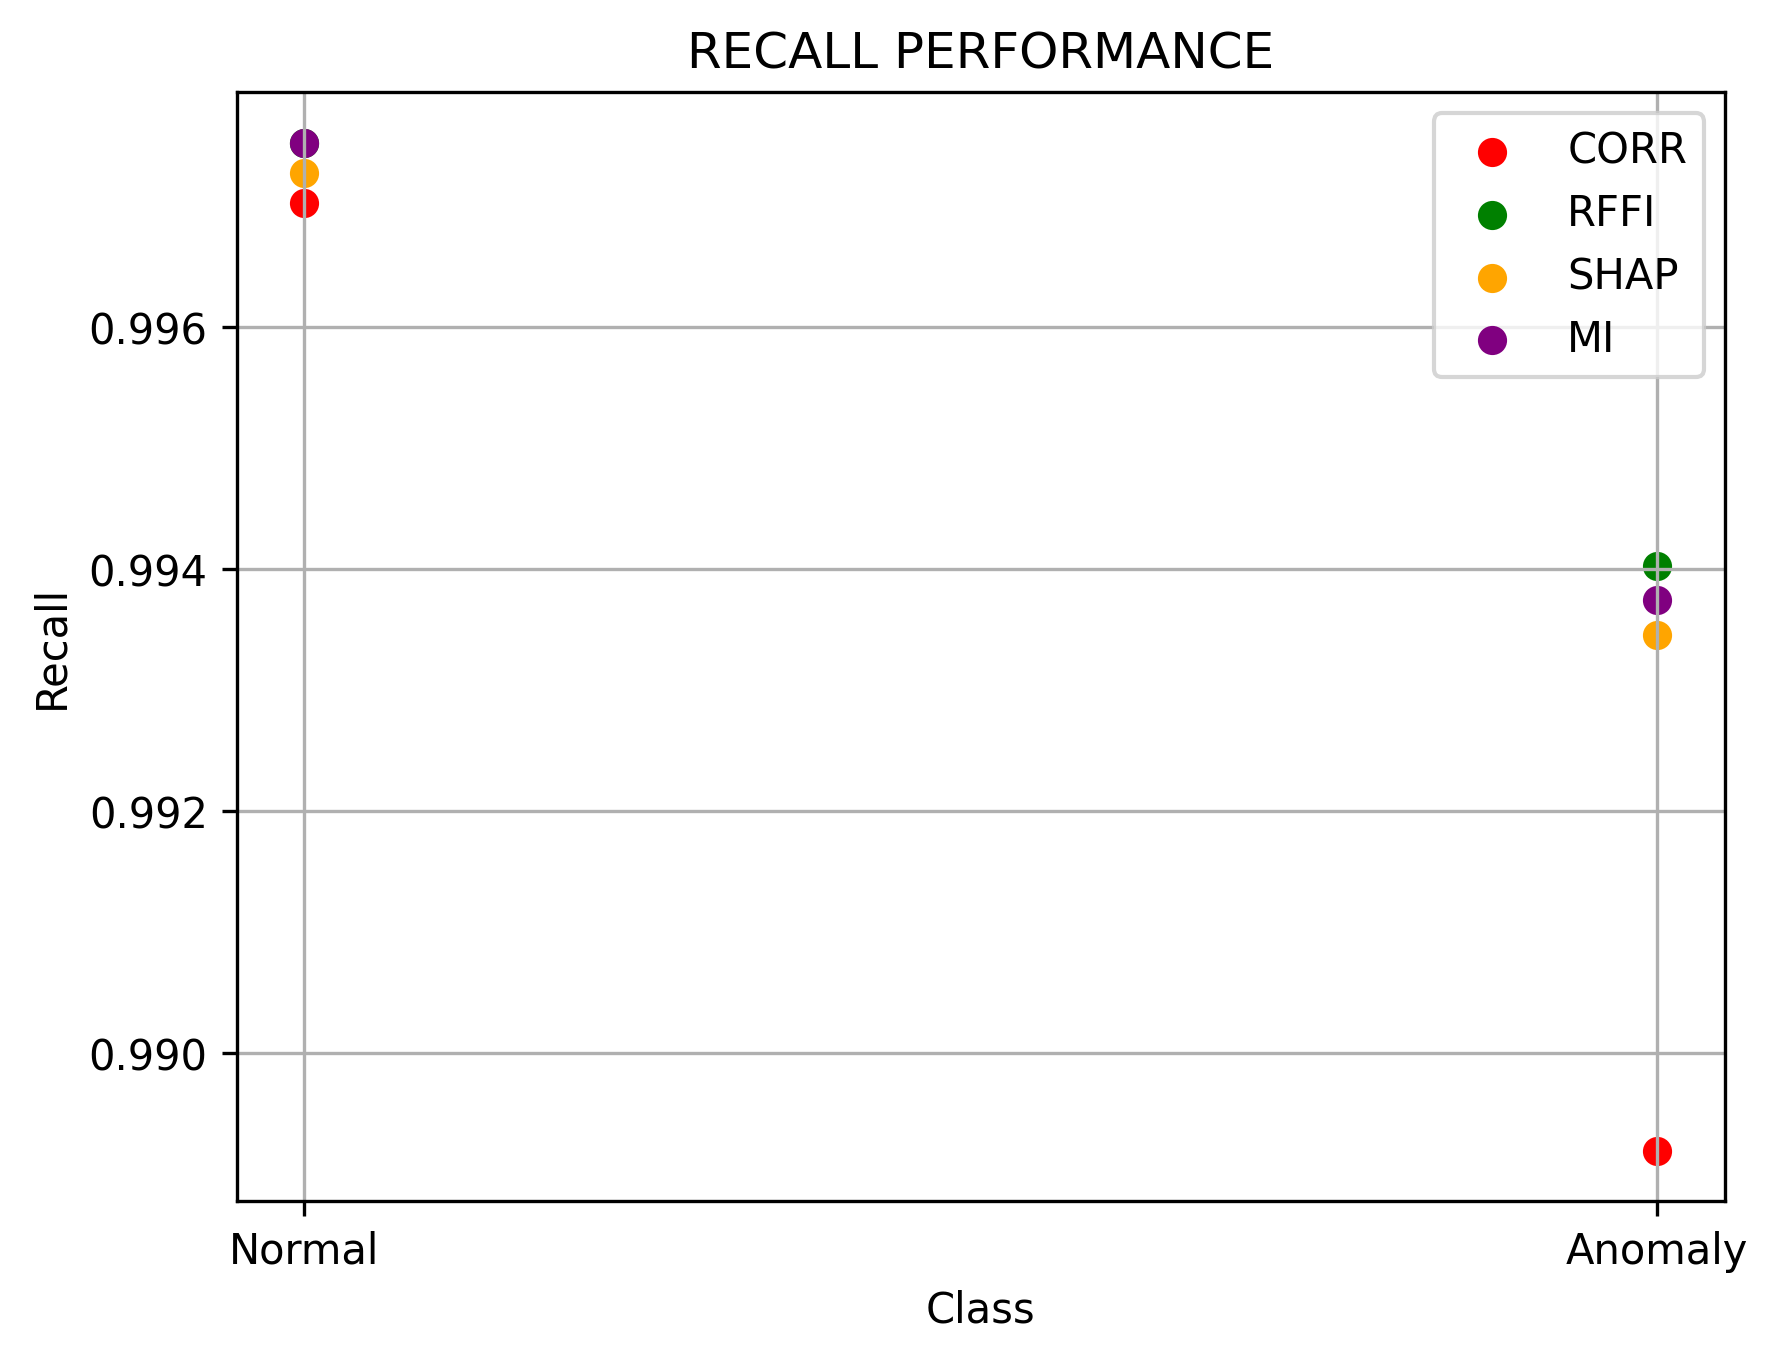 RECALL PERFORMANCE
CORR
RFFI
SHAP
MI
0.996
0.994
0.992
0.990
Recall
Normal
Anomaly
Class